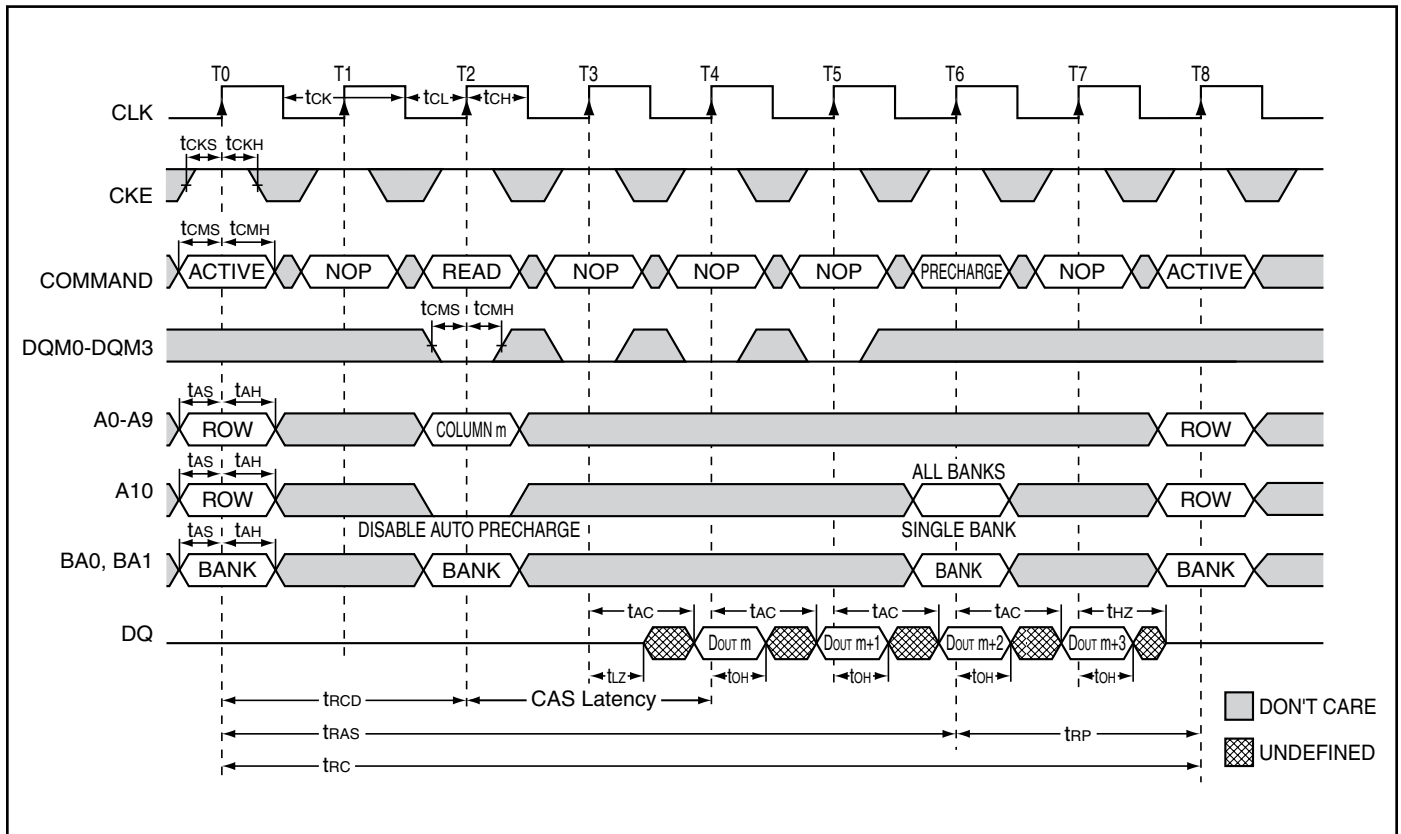 T0 T1 T2 T3 T4 T5 T6 T7 T8
CLK tCK tCL tCH
tCKS tCKH
CKE
tCMS tCMH
COMMAND ACTIVE NOP READ NOP NOP NOP PRECHARGE NOP ACTIVE
tCMS tCMH
DQM0-DQM3
tAS tAH
A0-A9 ROW COLUMN m ROW
tAS tAH ALL BANKS
A10 ROW ROW
DISABLE AUTO PRECHARGE SINGLE BANK
tAS tAH
BA0, BA1 BANK BANK BANK BANK
tAC tAC tAC tAC tHZ
DQ DOUT m DOUT m+1 DOUT m+2 DOUT m+3
tLZ tOH tOH tOH tOH
tRCD CAS Latency
DON'T CARE
tRAS tRP
UNDEFINED
tRC